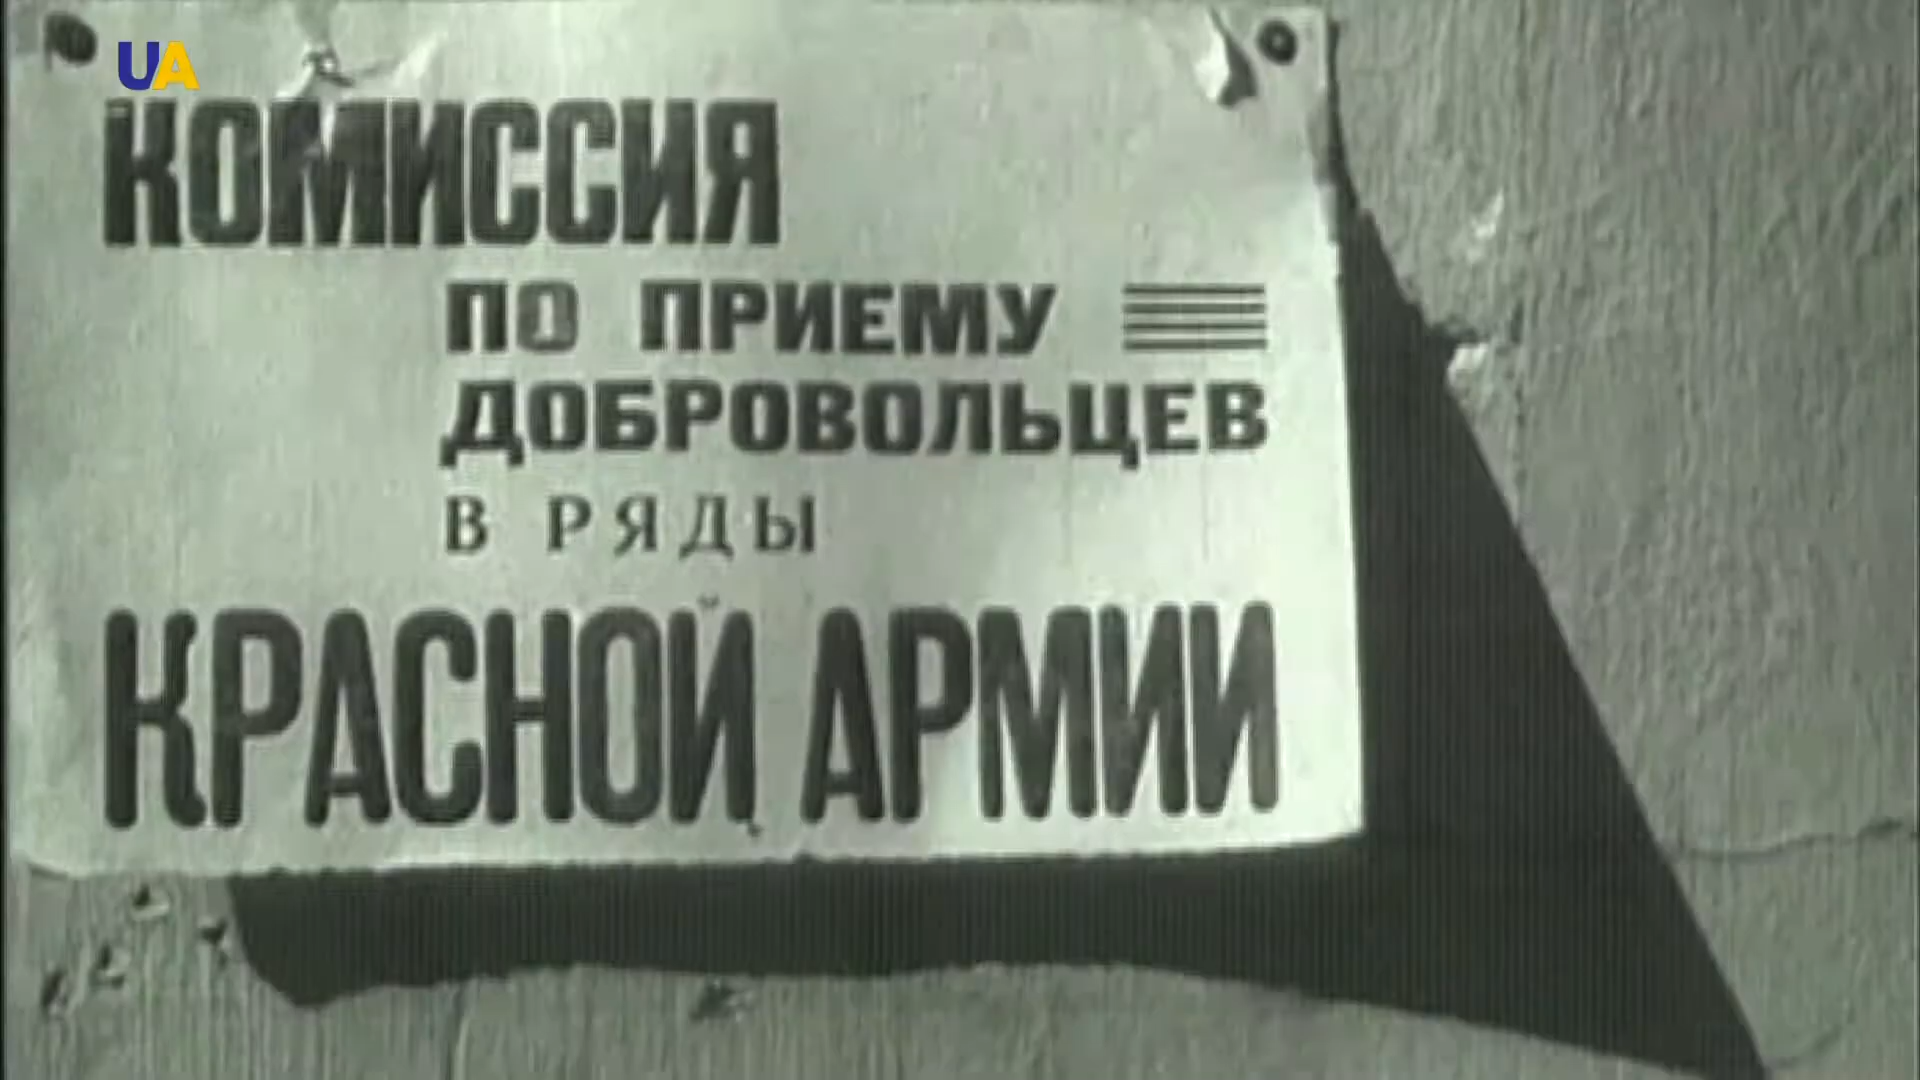 UA
КОМИССИЯ
ПО ПРИЕМУ
ДОБРОВОЛЬЦЕВ
В РЯДЫ
КРАСНОЙ АРМИИ